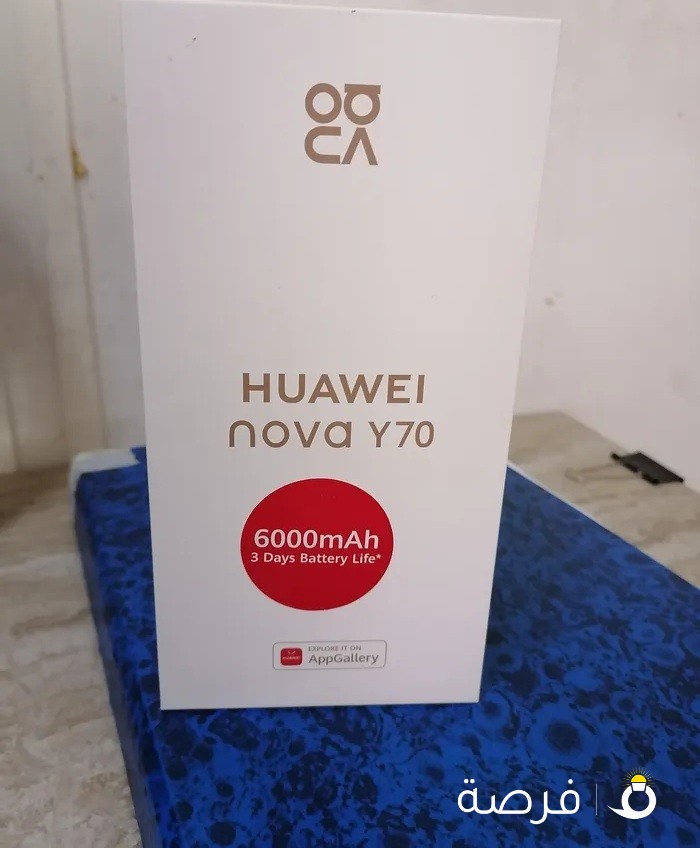 HUAWEI
nova Y70
6000mAh
3 Days Battery Life*
EXPLORE IT ON
AppGallery
فرصة